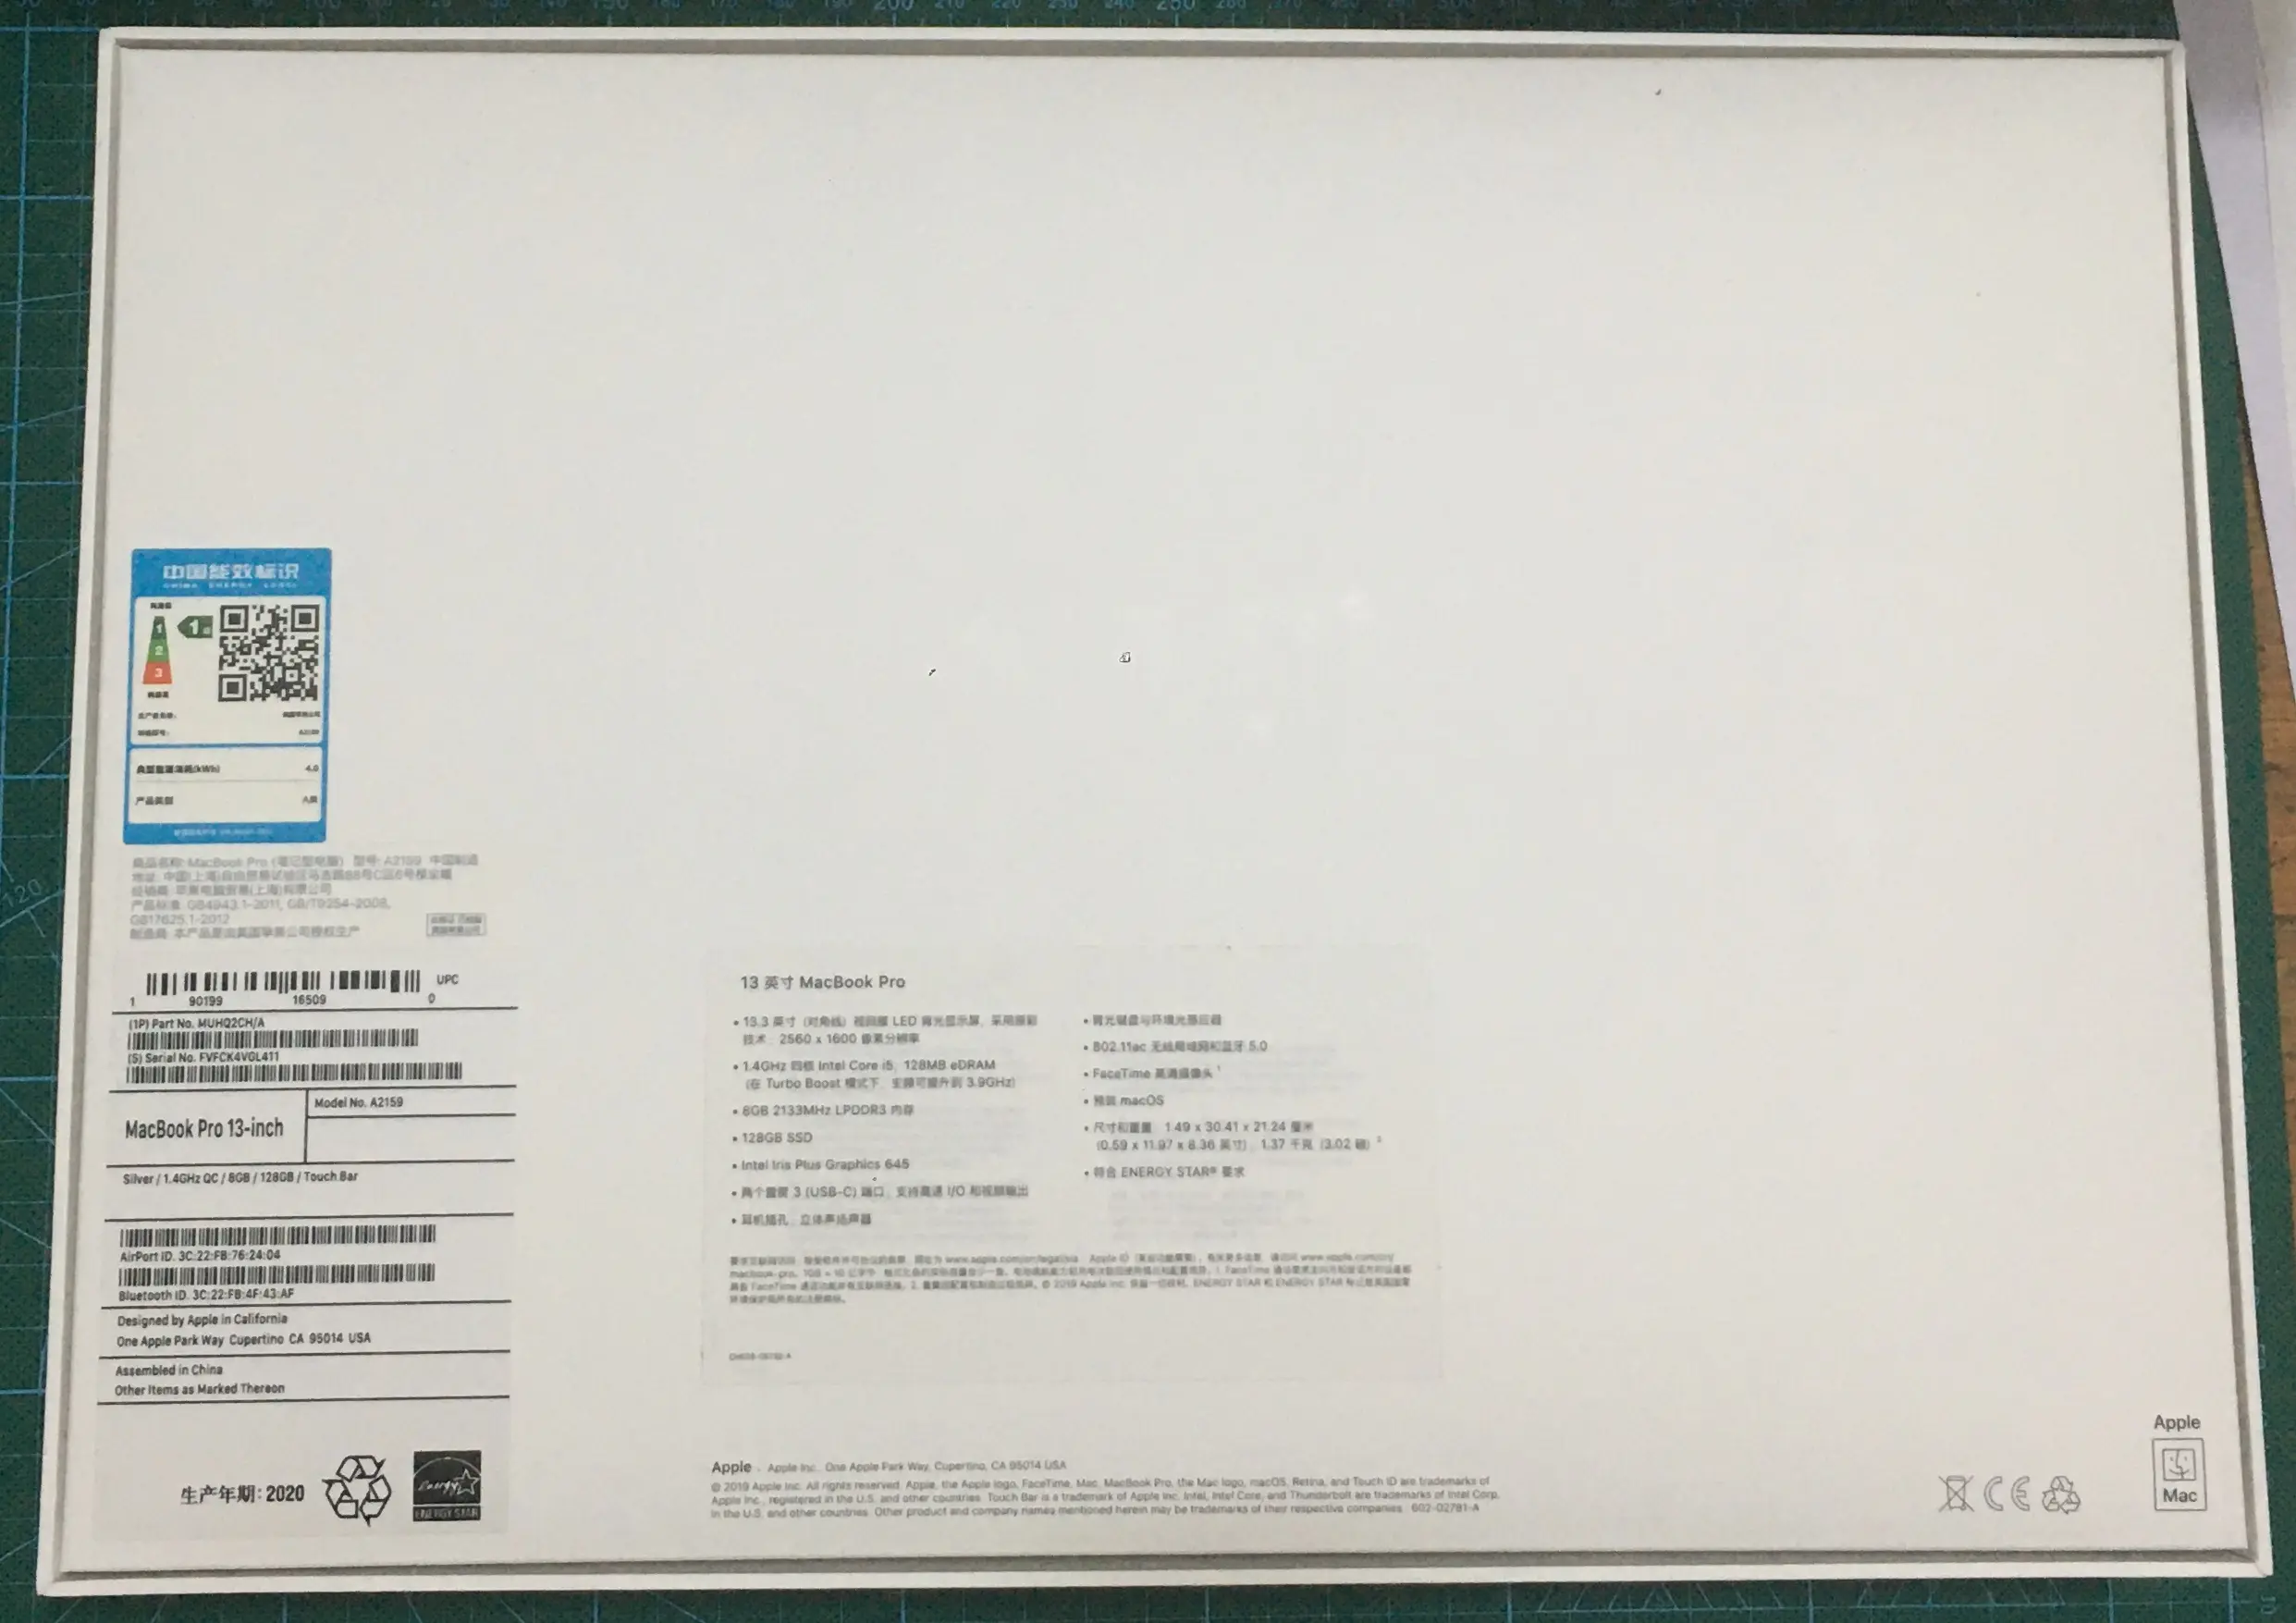 中国能效标识
CHINA ENERGY LABEL
1
1
2
3
A2159
典型能源消耗(kWh) 4.0
产品类别 A类
商品名称: MacBook Pro (笔记型电脑) 型号: A2159 中国制造
地址: 中国(上海)自由贸易试验区马吉路88号C区6号楼
经销商: 苹果电脑贸易(上海)有限公司
产品标准: GB4943.1-2011, GB/T9254-2008,
GB17625.1-2012
制造商: 本产品是由美国苹果公司授权生产
UPC
1 90199 16509 0
(1P) Part No. MUHQ2CH/A
(S) Serial No. FVFCK4VGL411
Model No. A2159
MacBook Pro 13-inch
Silver / 1.4GHz QC / 8GB / 128GB / Touch Bar
AirPort ID. 3C:22:FB:76:24:04
Bluetooth ID. 3C:22:FB:4F:43:AF
Designed by Apple in California
One Apple Park Way Cupertino CA 95014 USA
Assembled in China
Other Items as Marked Thereon
生产年期: 2020
ENERGY STAR
13 英寸 MacBook Pro
• 13.3 英寸 (对角线) 视网膜 LED 背光显示屏，采用原彩
技术，2560 x 1600 像素分辨率
• 1.4GHz 四核 Intel Core i5，128MB eDRAM
(在 Turbo Boost 模式下，主频可提升到 3.9GHz)
• 8GB 2133MHz LPDDR3 内存
• 128GB SSD
• Intel Iris Plus Graphics 645
• 两个雷雳 3 (USB-C) 端口，支持高速 I/O 和视频输出
• 耳机插孔，立体声扬声器
• 背光键盘与环境光感应器
• 802.11ac 无线局域网和蓝牙 5.0
• FaceTime 高清摄像头 1
• 预装 macOS
• 尺寸和重量：1.49 x 30.41 x 21.24 厘米
(0.59 x 11.97 x 8.36 英寸)，1.37 千克 (3.02 磅) 2
• 符合 ENERGY STAR® 要求
Apple Apple Inc. One Apple Park Way, Cupertino, CA 95014 USA
© 2019 Apple Inc. All rights reserved. Apple, the Apple logo, FaceTime, Mac, MacBook Pro, the Mac logo, macOS, Retina, and Touch ID are trademarks of
Apple Inc., registered in the U.S. and other countries. Touch Bar is a trademark of Apple Inc. Intel, Intel Core, and Thunderbolt are trademarks of Intel Corp.
in the U.S. and other countries. Other product and company names mentioned herein may be trademarks of their respective companies. 602-02781-A
CE
Apple
Mac